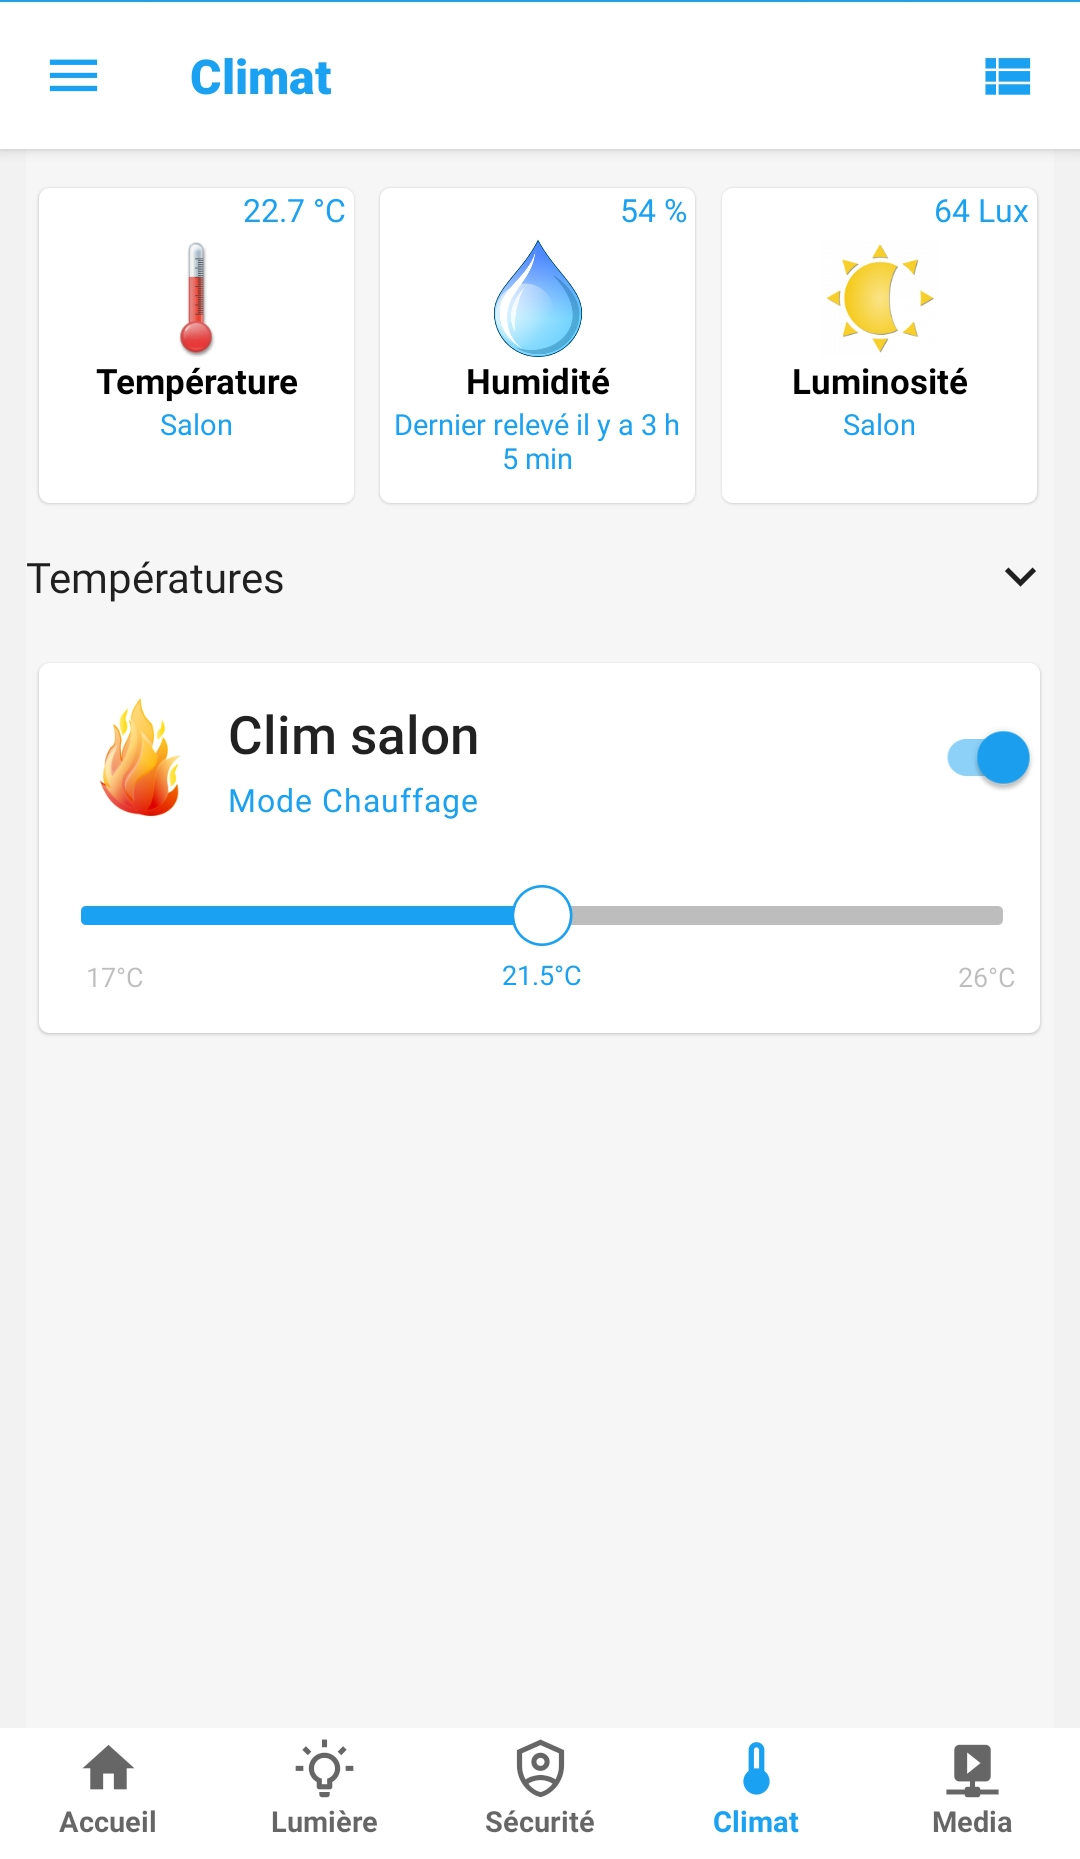 Climat
22.7 °C
Température
Salon
54 %
Humidité
Dernier relevé il y a 3 h
5 min
64 Lux
Luminosité
Salon
Températures
Clim salon
Mode Chauffage
17°C
21.5°C
26°C
Accueil
Lumière
Sécurité
Climat
Media